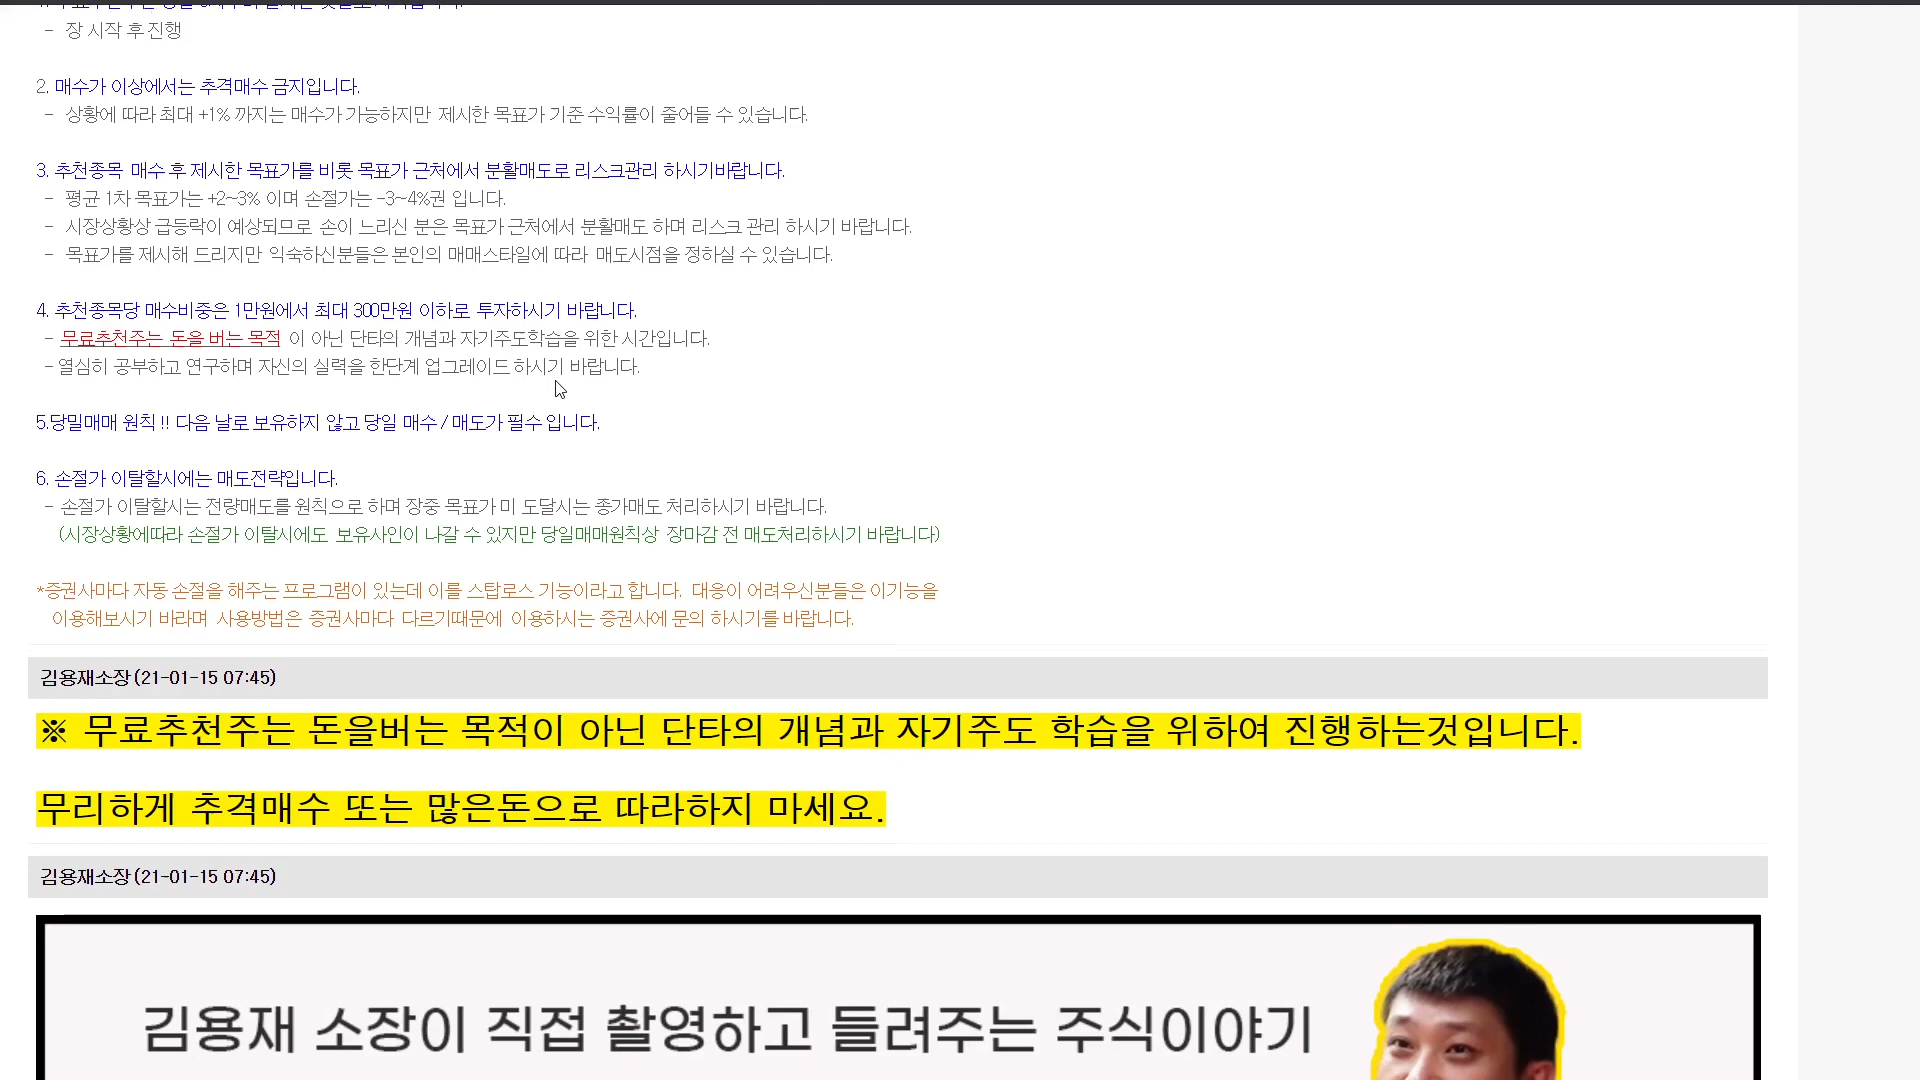 - 장 시작 후 진행
2. 매수가 이상에서는 추격매수 금지입니다.
- 상황에 따라 최대 +1% 까지는 매수가 가능하지만 제시한 목표가 기준 수익률이 줄어들 수 있습니다.
3. 추천종목 매수 후 제시한 목표가를 비롯 목표가 근처에서 분활매도로 리스크관리 하시기바랍니다.
- 평균 1차 목표가는 +2~3% 이며 손절가는 -3~4%권 입니다.
- 시장상황상 급등락이 예상되므로 손이 느리신 분은 목표가 근처에서 분활매도 하며 리스크 관리 하시기 바랍니다.
- 목표가를 제시해 드리지만 익숙하신분들은 본인의 매매스타일에 따라 매도시점을 정하실 수 있습니다.
4. 추천종목당 매수비중은 1만원에서 최대 300만원 이하로 투자하시기 바랍니다.
- 무료추천주는 돈을 버는 목적 이 아닌 단타의 개념과 자기주도학습을 위한 시간입니다.
- 열심히 공부하고 연구하며 자신의 실력을 한단계 업그레이드 하시기 바랍니다.
5.당밀매매 원칙 !! 다음 날로 보유하지 않고 당일 매수 / 매도가 필수 입니다.
6. 손절가 이탈할시에는 매도전략입니다.
- 손절가 이탈할시는 전량매도를 원칙으로 하며 장중 목표가 미 도달시는 종가매도 처리하시기 바랍니다.
(시장상황에따라 손절가 이탈시에도 보유사인이 나갈 수 있지만 당일매매원칙상 장마감 전 매도처리하시기 바랍니다)
*증권사마다 자동 손절을 해주는 프로그램이 있는데 이를 스탑로스 기능이라고 합니다. 대응이 어려우신분들은 이기능을
이용해보시기 바라며 사용방법은 증권사마다 다르기때문에 이용하시는 증권사에 문의 하시기를 바랍니다.
김용재소장 (21-01-15 07:45)
※ 무료추천주는 돈을버는 목적이 아닌 단타의 개념과 자기주도 학습을 위하여 진행하는것입니다.
무리하게 추격매수 또는 많은돈으로 따라하지 마세요.
김용재소장 (21-01-15 07:45)
김용재 소장이 직접 촬영하고 들려주는 주식이야기